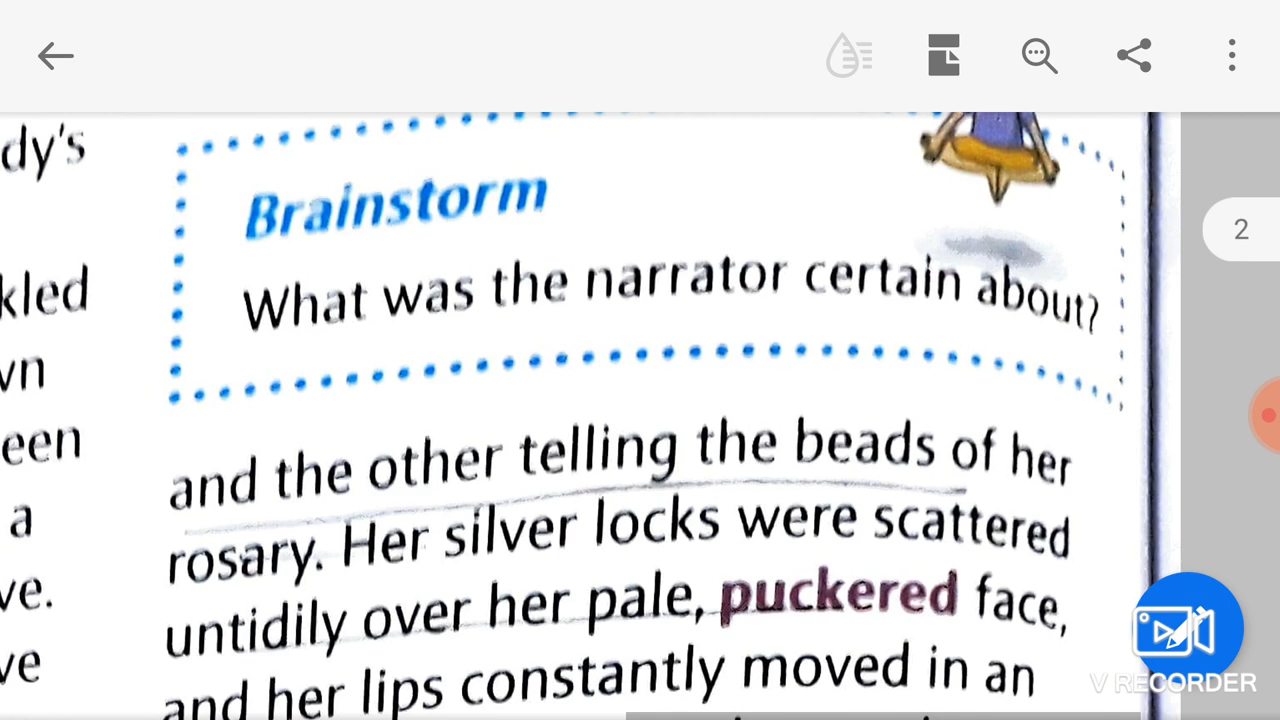 dy's
kled
vn
een
a
ve.
ve
2
Brainstorm
What was the narrator certain about?
and the other telling the beads of her
rosary. Her silver locks were scattered
untidily over her pale, puckered face,
and her lips constantly moved in an
V RECORDER